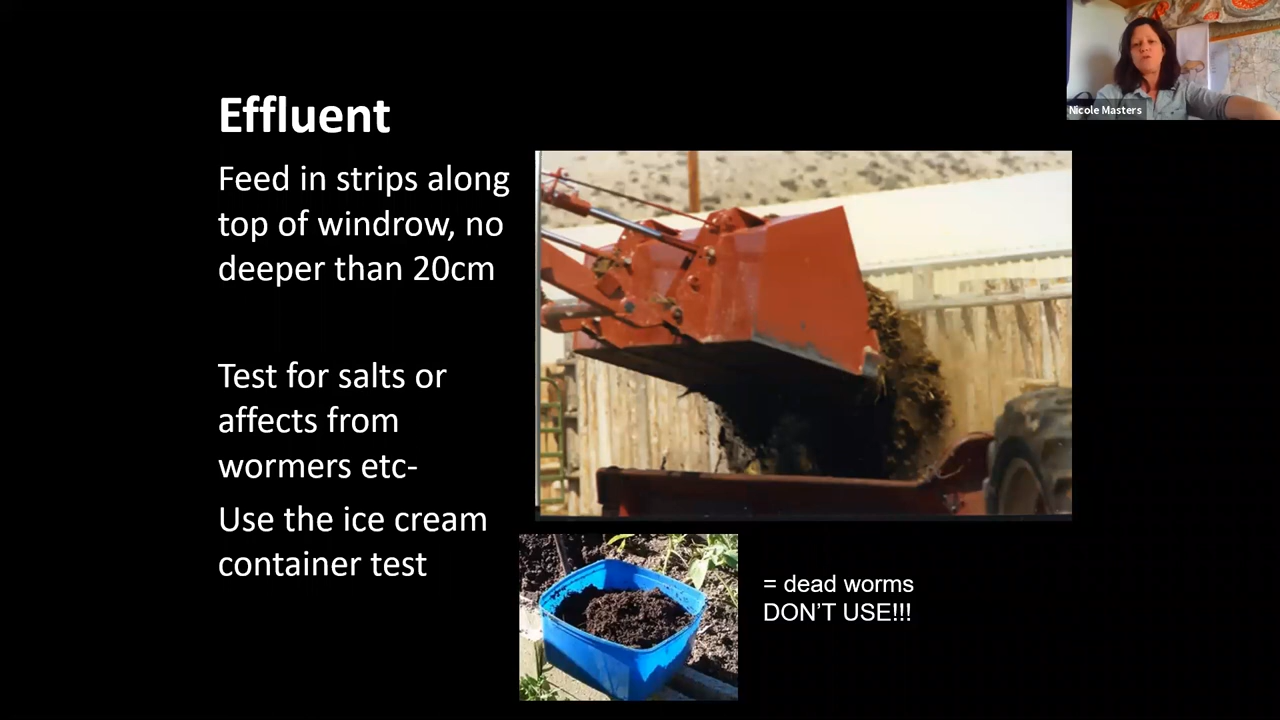 Nicole Masters
Effluent
Feed in strips along
top of windrow, no
deeper than 20cm
Test for salts or
affects from
wormers etc-
Use the ice cream
container test
= dead worms
DON'T USE!!!